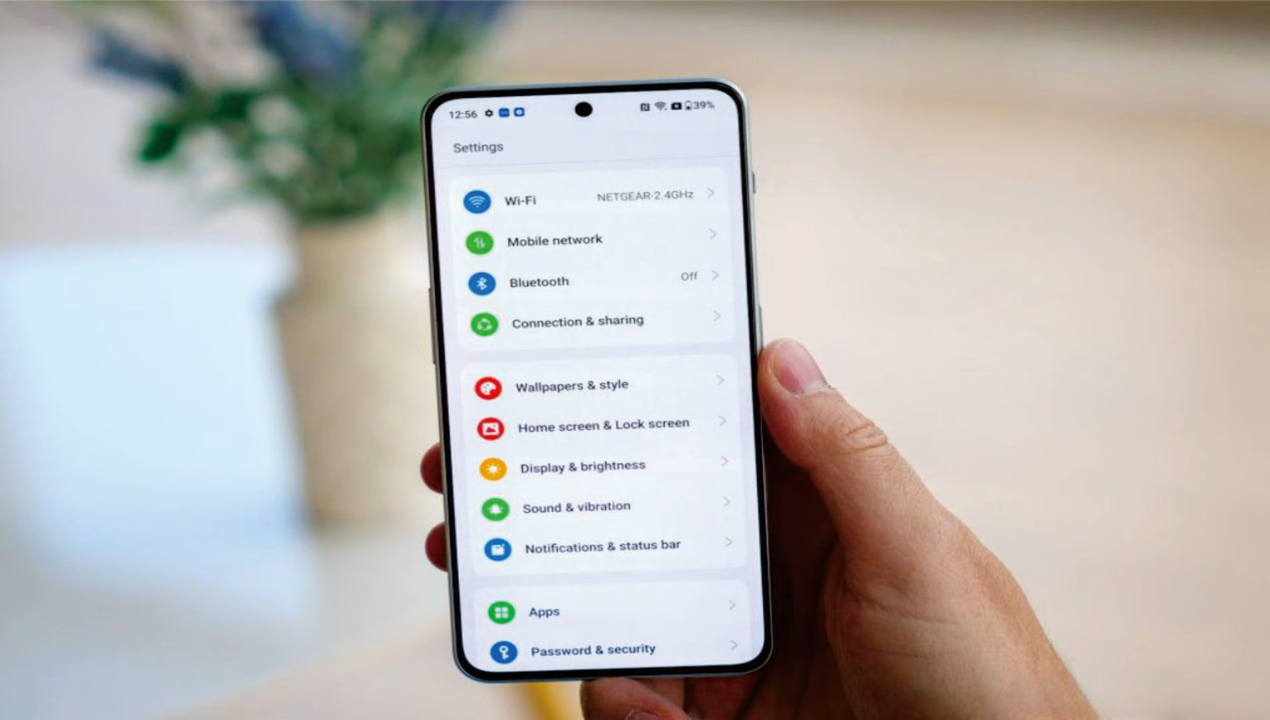 12:56 39%
Settings
Wi-Fi NETGEAR-2.4GHz
Mobile network
Bluetooth Off
Connection & sharing
Wallpapers & style
Home screen & Lock screen
Display & brightness
Sound & vibration
Notifications & status bar
Apps
Password & security